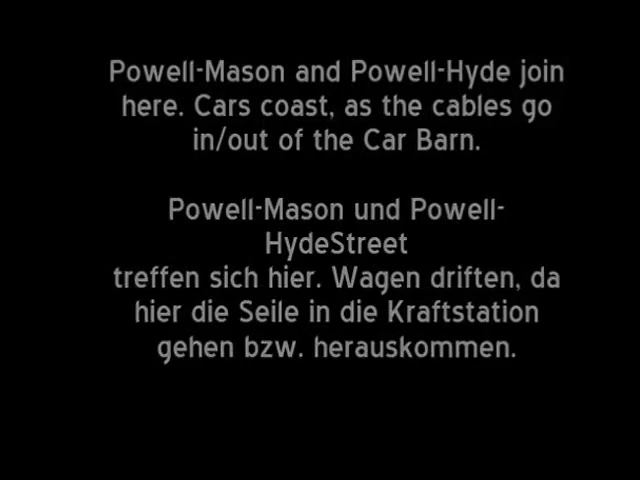 Powell-Mason and Powell-Hyde join
here. Cars coast, as the cables go
in/out of the Car Barn.
Powell-Mason und Powell-
HydeStreet
treffen sich hier. Wagen driften, da
hier die Seile in die Kraftstation
gehen bzw. herauskommen.